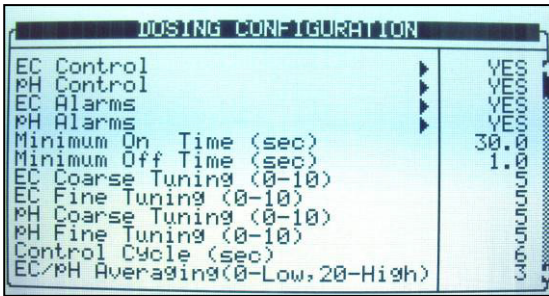 DOSING CONFIGURATION
EC Control YES
pH Control YES
EC Alarms YES
pH Alarms YES
Minimum On Time (sec) 30.0
Minimum Off Time (sec) 1.0
EC Coarse Tuning (0-10) 5
EC Fine Tuning (0-10) 5
pH Coarse Tuning (0-10) 5
pH Fine Tuning (0-10) 5
Control Cycle (sec) 6
EC/pH Averaging(0-Low,20-High) 3